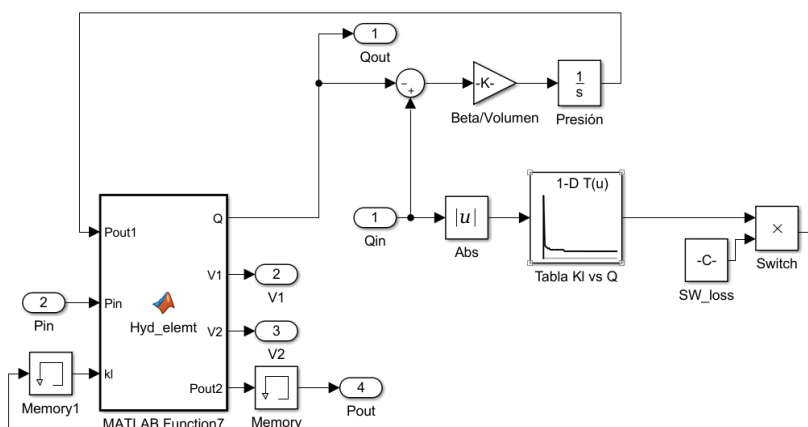 1
Qout
-K-
Beta/Volumen
1
s
Presión
−
+
1
Qin
|u|
Abs
1-D T(u)
Tabla Kl vs Q
×
Switch
-C-
SW_loss
Pout1
Q
V1
2
V1
2
Pin
Pin
Hyd_elemt
V2
3
V2
kl
Memory1
Pout2
Memory
4
Pout
MATLAB Function7